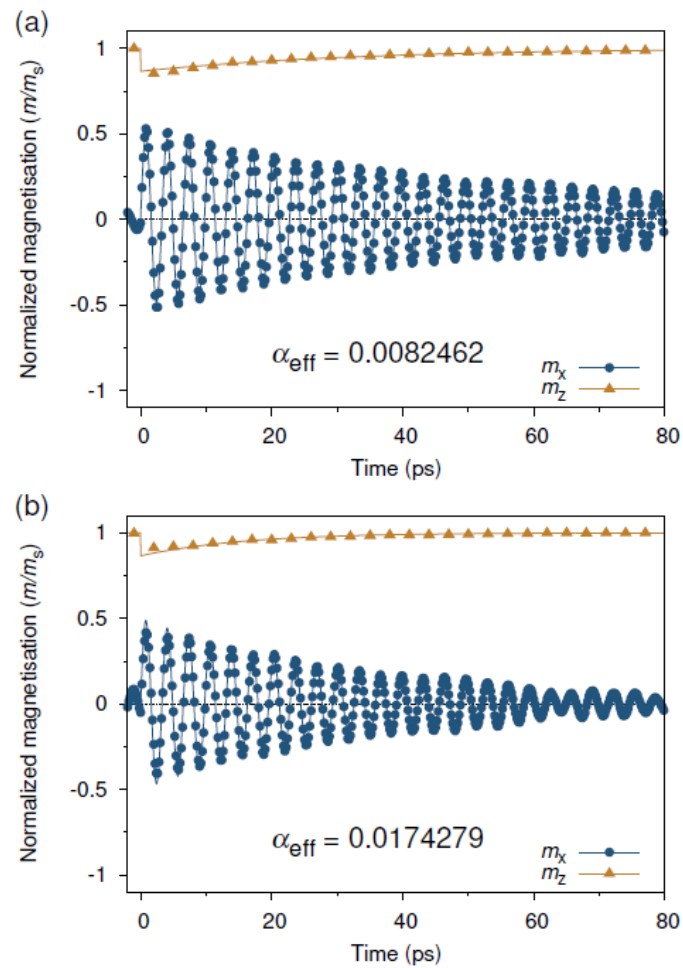 (a)
Normalized magnetisation (m/ms)
1
0.5
0
-0.5
-1
αeff = 0.0082462
mx
mz
0 20 40 60 80
Time (ps)
(b)
Normalized magnetisation (m/ms)
1
0.5
0
-0.5
-1
αeff = 0.0174279
mx
mz
0 20 40 60 80
Time (ps)